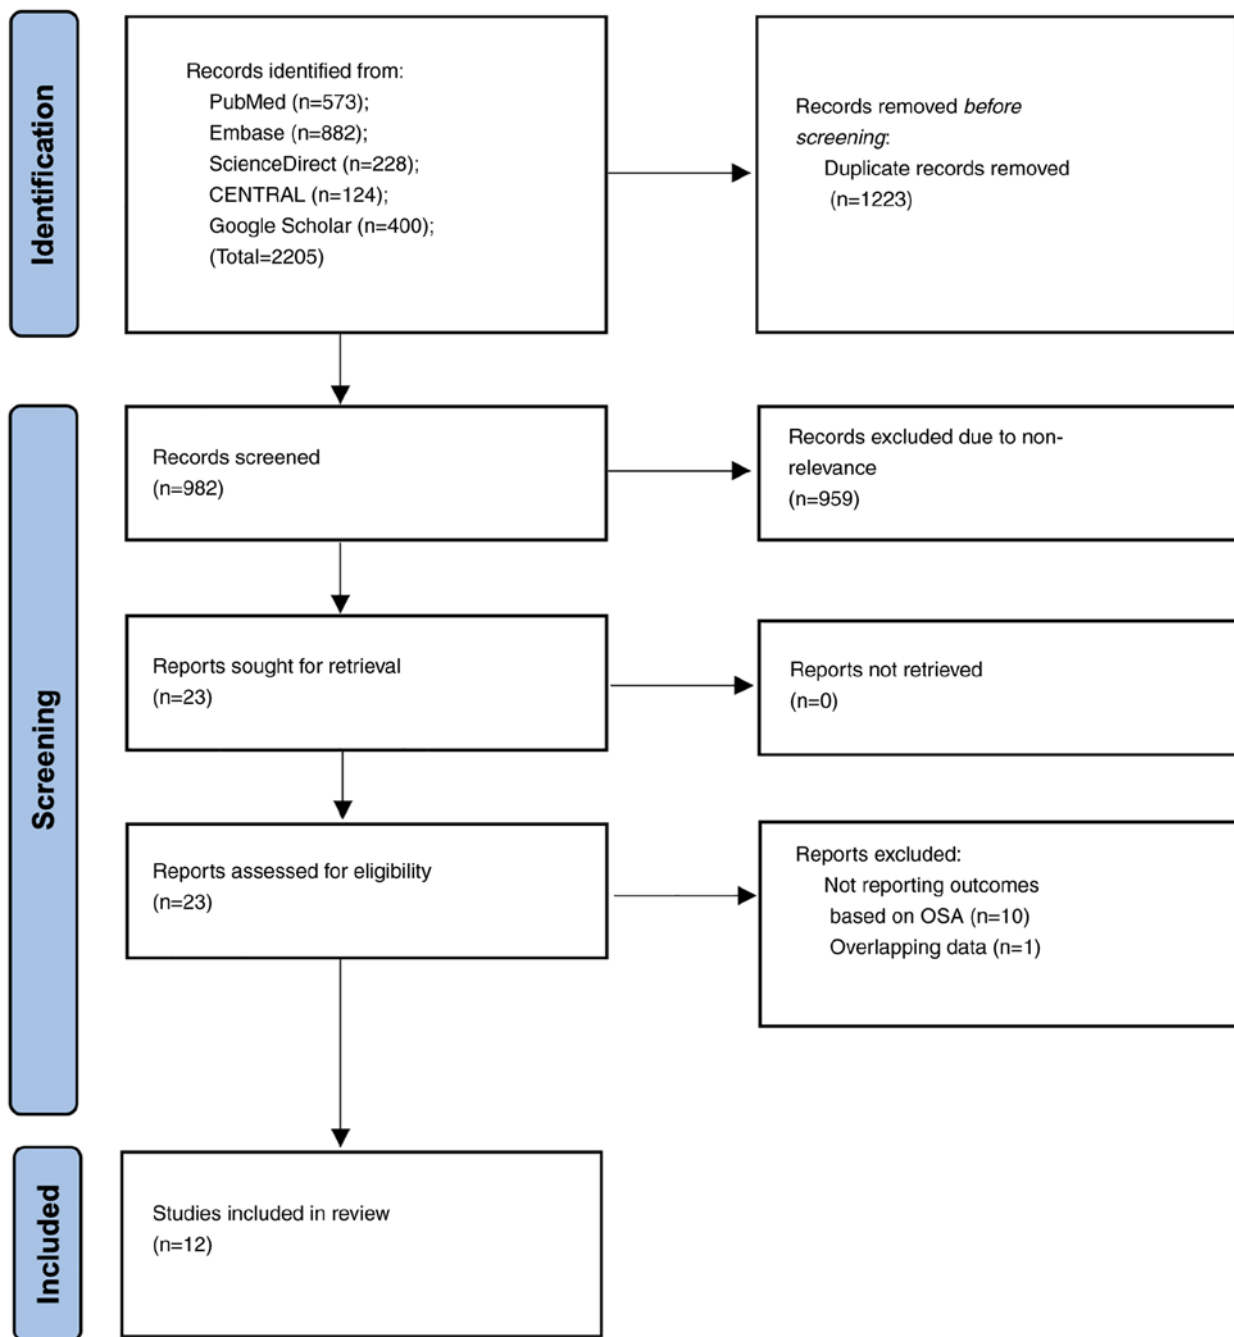 Identification
Records identified from:
PubMed (n=573);
Embase (n=882);
ScienceDirect (n=228);
CENTRAL (n=124);
Google Scholar (n=400);
(Total=2205)
Records removed before
screening:
Duplicate records removed
(n=1223)
Screening
Records screened
(n=982)
Records excluded due to non-
relevance
(n=959)
Reports sought for retrieval
(n=23)
Reports not retrieved
(n=0)
Reports assessed for eligibility
(n=23)
Reports excluded:
Not reporting outcomes
based on OSA (n=10)
Overlapping data (n=1)
Included
Studies included in review
(n=12)